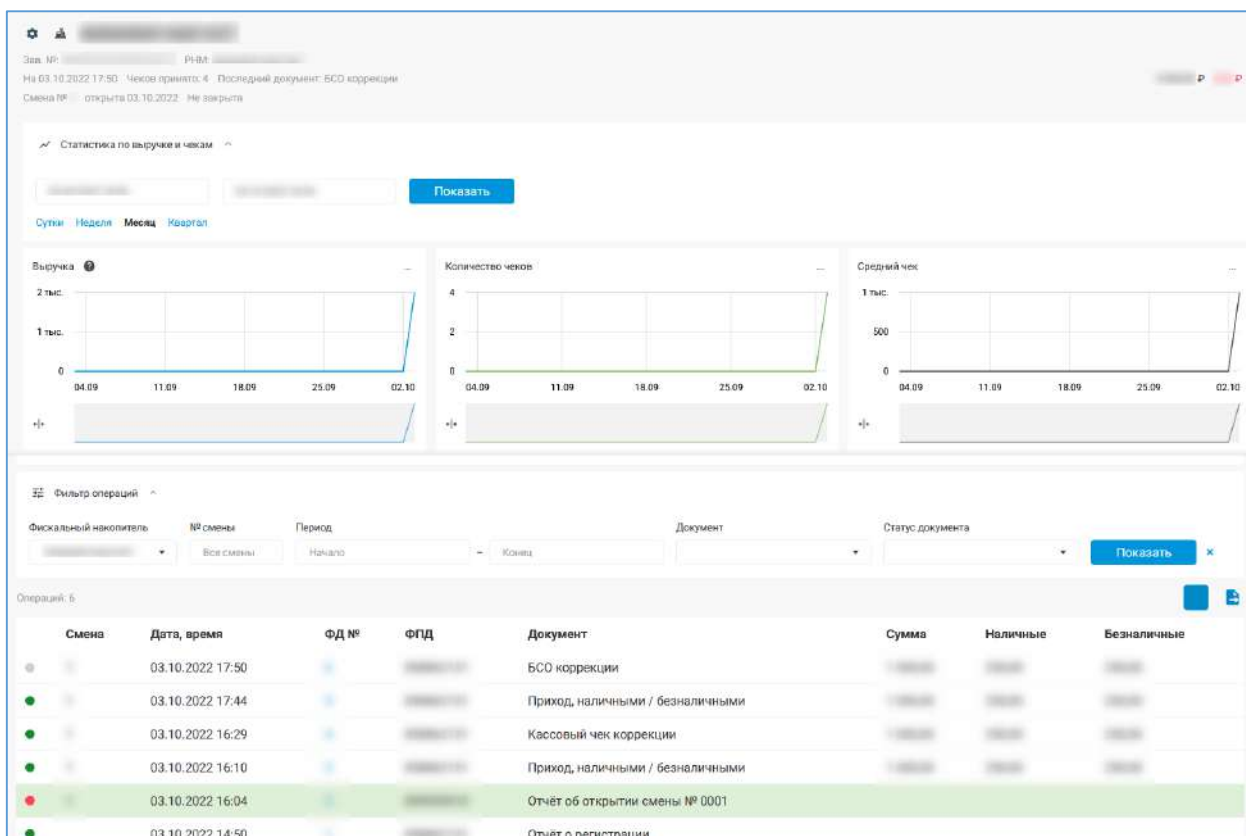 Зав. №: РНМ:
На 03.10.2022 17:50 Чеков принято: 4 Последний документ: БСО коррекции
₽ ₽
Смена № открыта 03.10.2022 Не закрыта
Статистика по выручке и чекам
Показать
Сутки Неделя Месяц Квартал
Выручка ? ...
2 тыс.
1 тыс.
0
04.09 11.09 18.09 25.09 02.10
Количество чеков ...
4
2
0
04.09 11.09 18.09 25.09 02.10
Средний чек ...
1 тыс.
500
0
04.09 11.09 18.09 25.09 02.10
Фильтр операций
Фискальный накопитель № смены Период Документ Статус документа
Все смены Начало – Конец Показать ×
Операций: 6
Смена Дата, время ФД № ФПД Документ Сумма Наличные Безналичные
03.10.2022 17:50 БСО коррекции
03.10.2022 17:44 Приход, наличными / безналичными
03.10.2022 16:29 Кассовый чек коррекции
03.10.2022 16:10 Приход, наличными / безналичными
03.10.2022 16:04 Отчёт об открытии смены № 0001
03.10.2022 14:50 Отчёт о регистрации